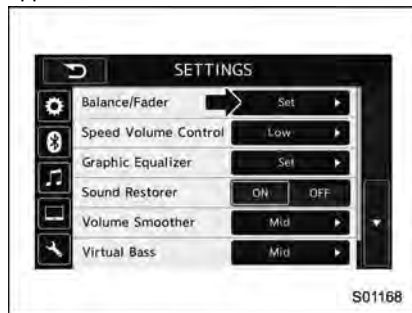 SETTINGS
Balance/Fader Set
Speed Volume Control Low
Graphic Equalizer Set
Sound Restorer ON OFF
Volume Smoother Mid
Virtual Bass Mid
S01168